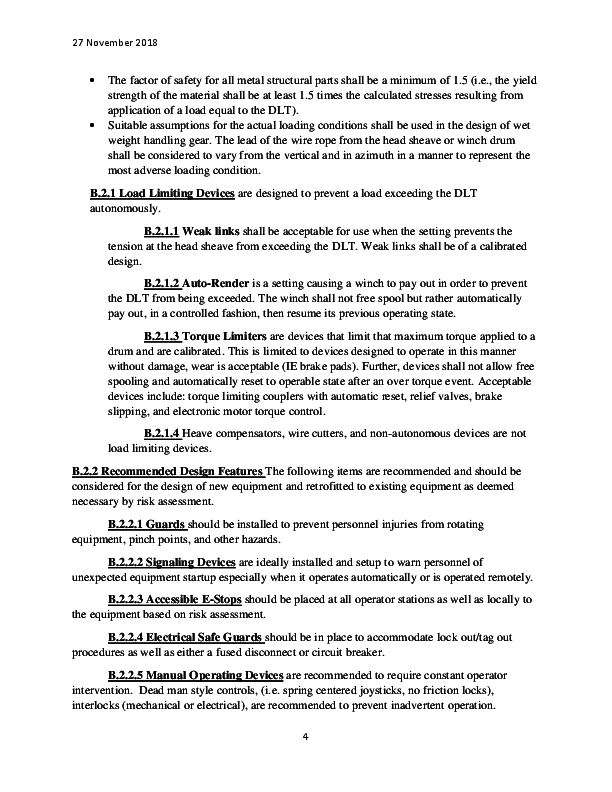 27 November 2018
• The factor of safety for all metal structural parts shall be a minimum of 1.5 (i.e., the yield
strength of the material shall be at least 1.5 times the calculated stresses resulting from
application of a load equal to the DLT).
• Suitable assumptions for the actual loading conditions shall be used in the design of wet
weight handling gear. The lead of the wire rope from the head sheave or winch drum
shall be considered to vary from the vertical and in azimuth in a manner to represent the
most adverse loading condition.
B.2.1 Load Limiting Devices are designed to prevent a load exceeding the DLT
autonomously.
B.2.1.1 Weak links shall be acceptable for use when the setting prevents the
tension at the head sheave from exceeding the DLT. Weak links shall be of a calibrated
design.
B.2.1.2 Auto-Render is a setting causing a winch to pay out in order to prevent
the DLT from being exceeded. The winch shall not free spool but rather automatically
pay out, in a controlled fashion, then resume its previous operating state.
B.2.1.3 Torque Limiters are devices that limit that maximum torque applied to a
drum and are calibrated. This is limited to devices designed to operate in this manner
without damage, wear is acceptable (IE brake pads). Further, devices shall not allow free
spooling and automatically reset to operable state after an over torque event. Acceptable
devices include: torque limiting couplers with automatic reset, relief valves, brake
slipping, and electronic motor torque control.
B.2.1.4 Heave compensators, wire cutters, and non-autonomous devices are not
load limiting devices.
B.2.2 Recommended Design Features The following items are recommended and should be
considered for the design of new equipment and retrofitted to existing equipment as deemed
necessary by risk assessment.
B.2.2.1 Guards should be installed to prevent personnel injuries from rotating
equipment, pinch points, and other hazards.
B.2.2.2 Signaling Devices are ideally installed and setup to warn personnel of
unexpected equipment startup especially when it operates automatically or is operated remotely.
B.2.2.3 Accessible E-Stops should be placed at all operator stations as well as locally to
the equipment based on risk assessment.
B.2.2.4 Electrical Safe Guards should be in place to accommodate lock out/tag out
procedures as well as either a fused disconnect or circuit breaker.
B.2.2.5 Manual Operating Devices are recommended to require constant operator
intervention.  Dead man style controls, (i.e. spring centered joysticks, no friction locks),
interlocks (mechanical or electrical), are recommended to prevent inadvertent operation.
4